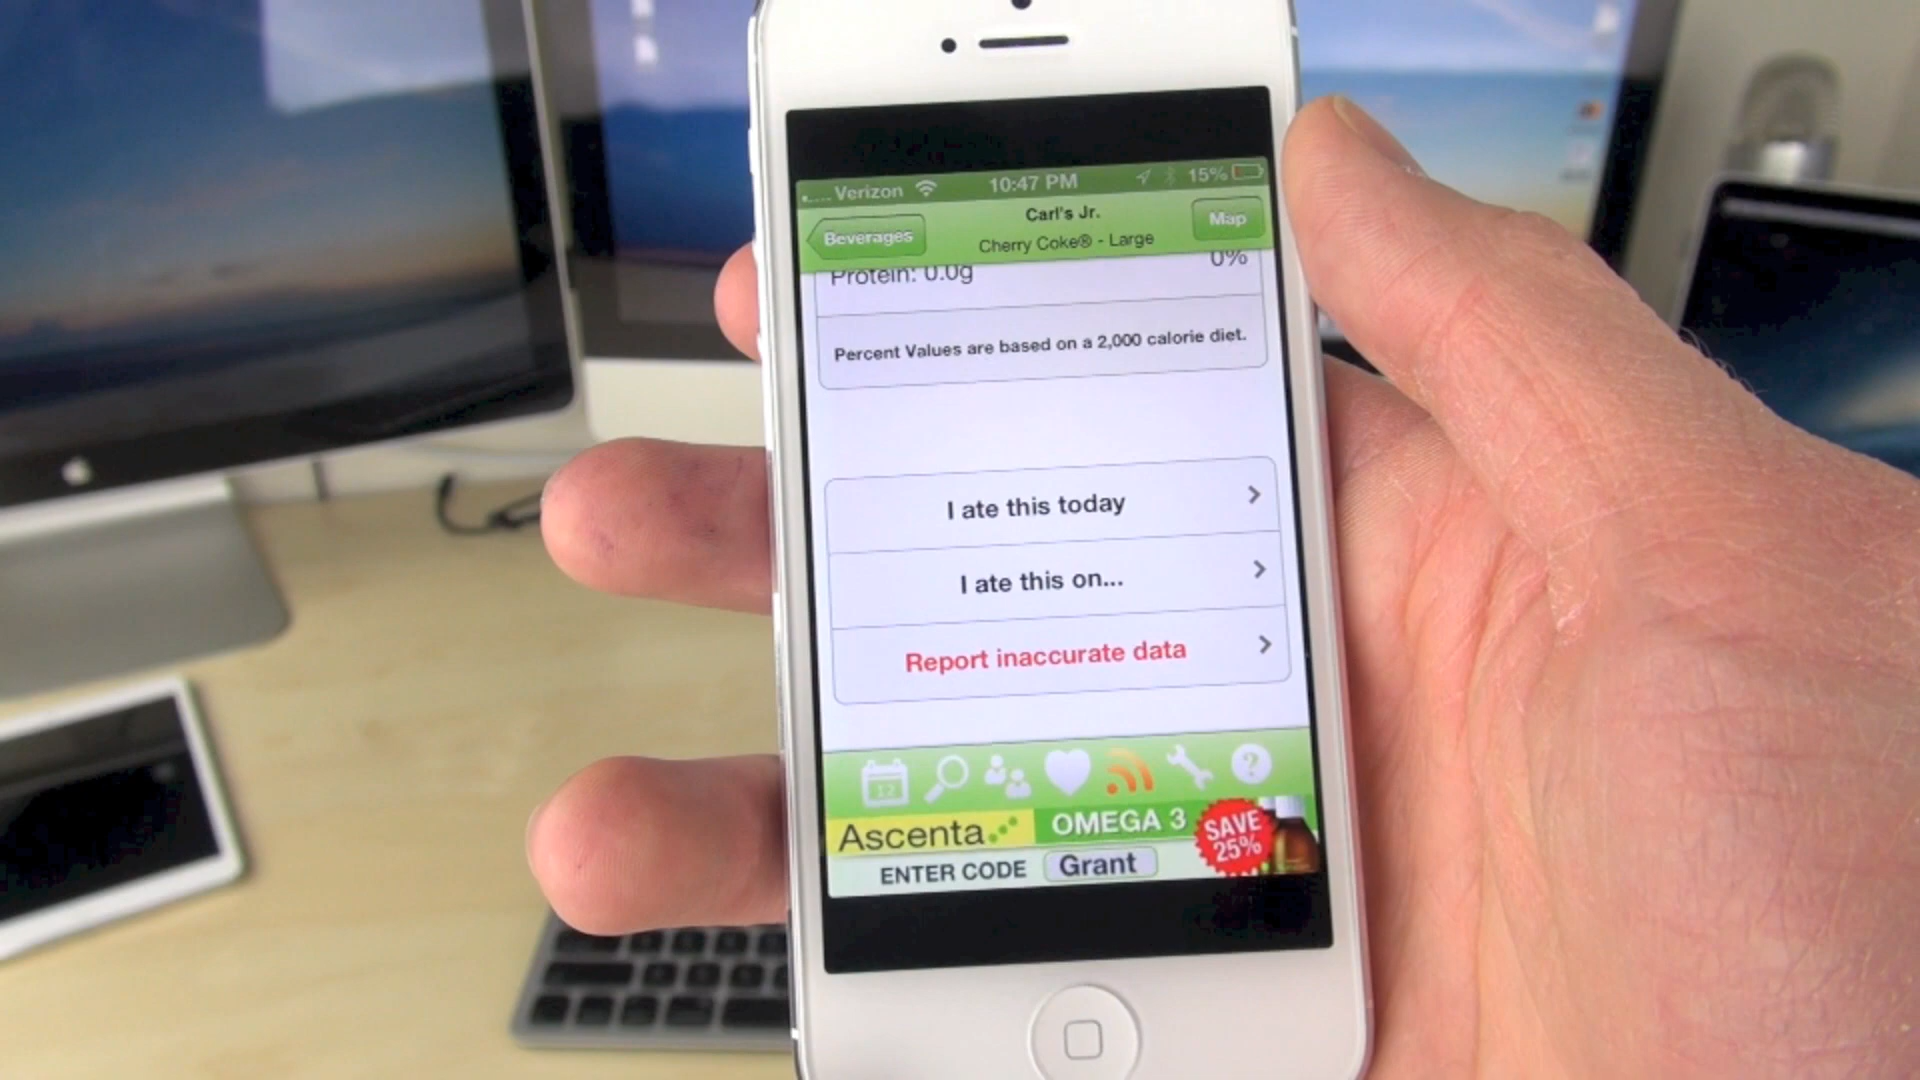 Verizon 10:47 PM 15%
Beverages
Carl's Jr.
Map
Cherry Coke® - Large
Protein: 0.0g 0%
Percent Values are based on a 2,000 calorie diet.
I ate this today
I ate this on...
Report inaccurate data
12
?
Ascenta OMEGA 3 SAVE
25%
ENTER CODE Grant